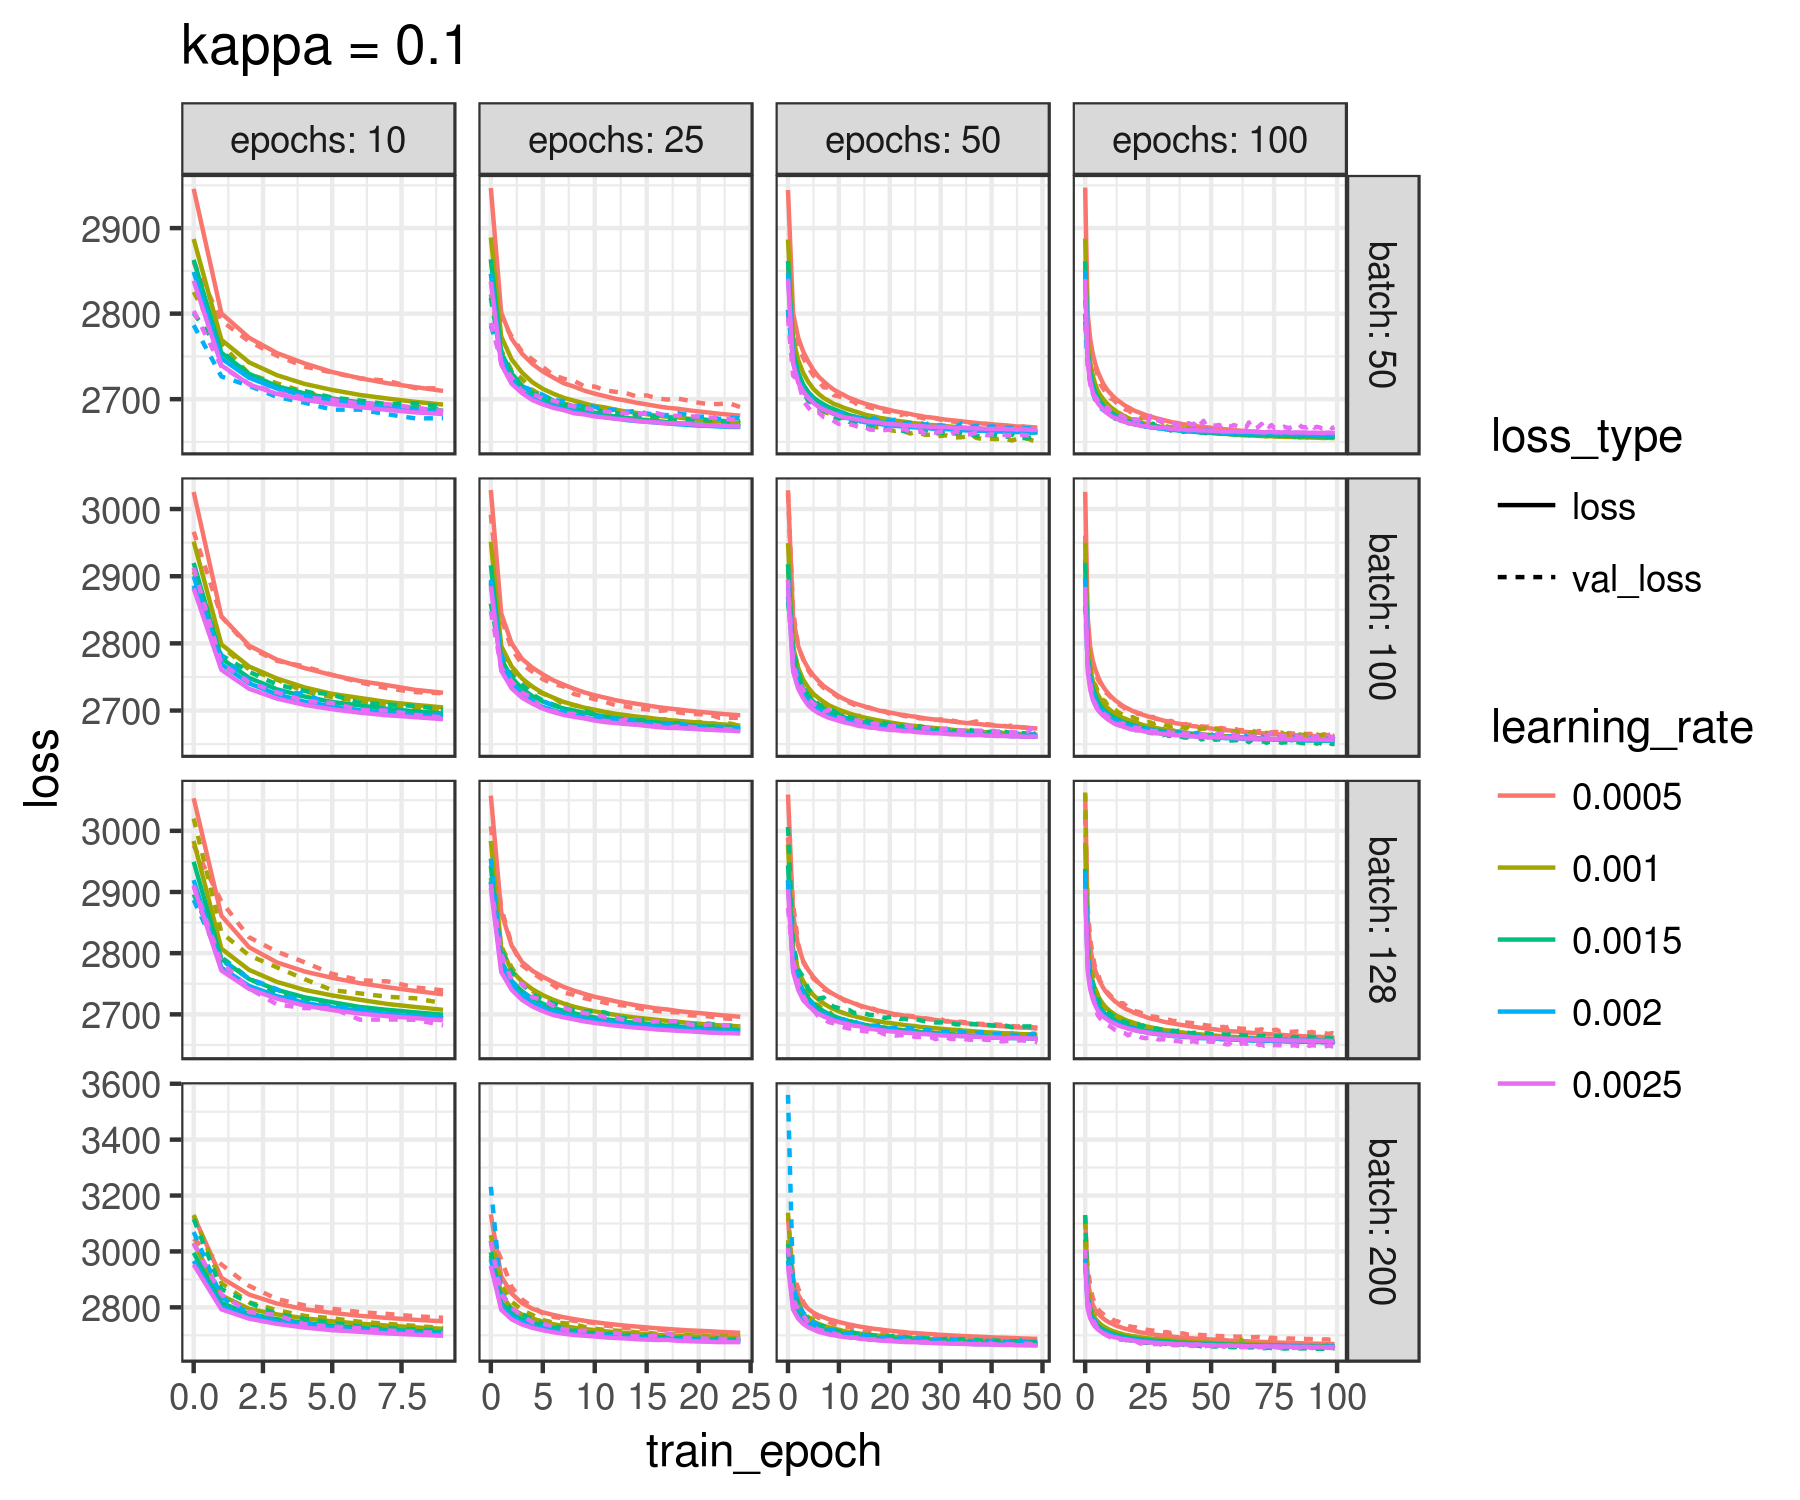 kappa = 0.1
epochs: 10
epochs: 25
epochs: 50
epochs: 100
2900
2800
2700
batch: 50
3000
2900
2800
2700
batch: 100
3000
2900
2800
2700
batch: 128
3600
3400
3200
3000
2800
batch: 200
0.0 2.5 5.0 7.5
0 5 10 15 20 25
0 10 20 30 40 50
0 25 50 75 100
train_epoch
loss
loss_type
loss
val_loss
learning_rate
0.0005
0.001
0.0015
0.002
0.0025